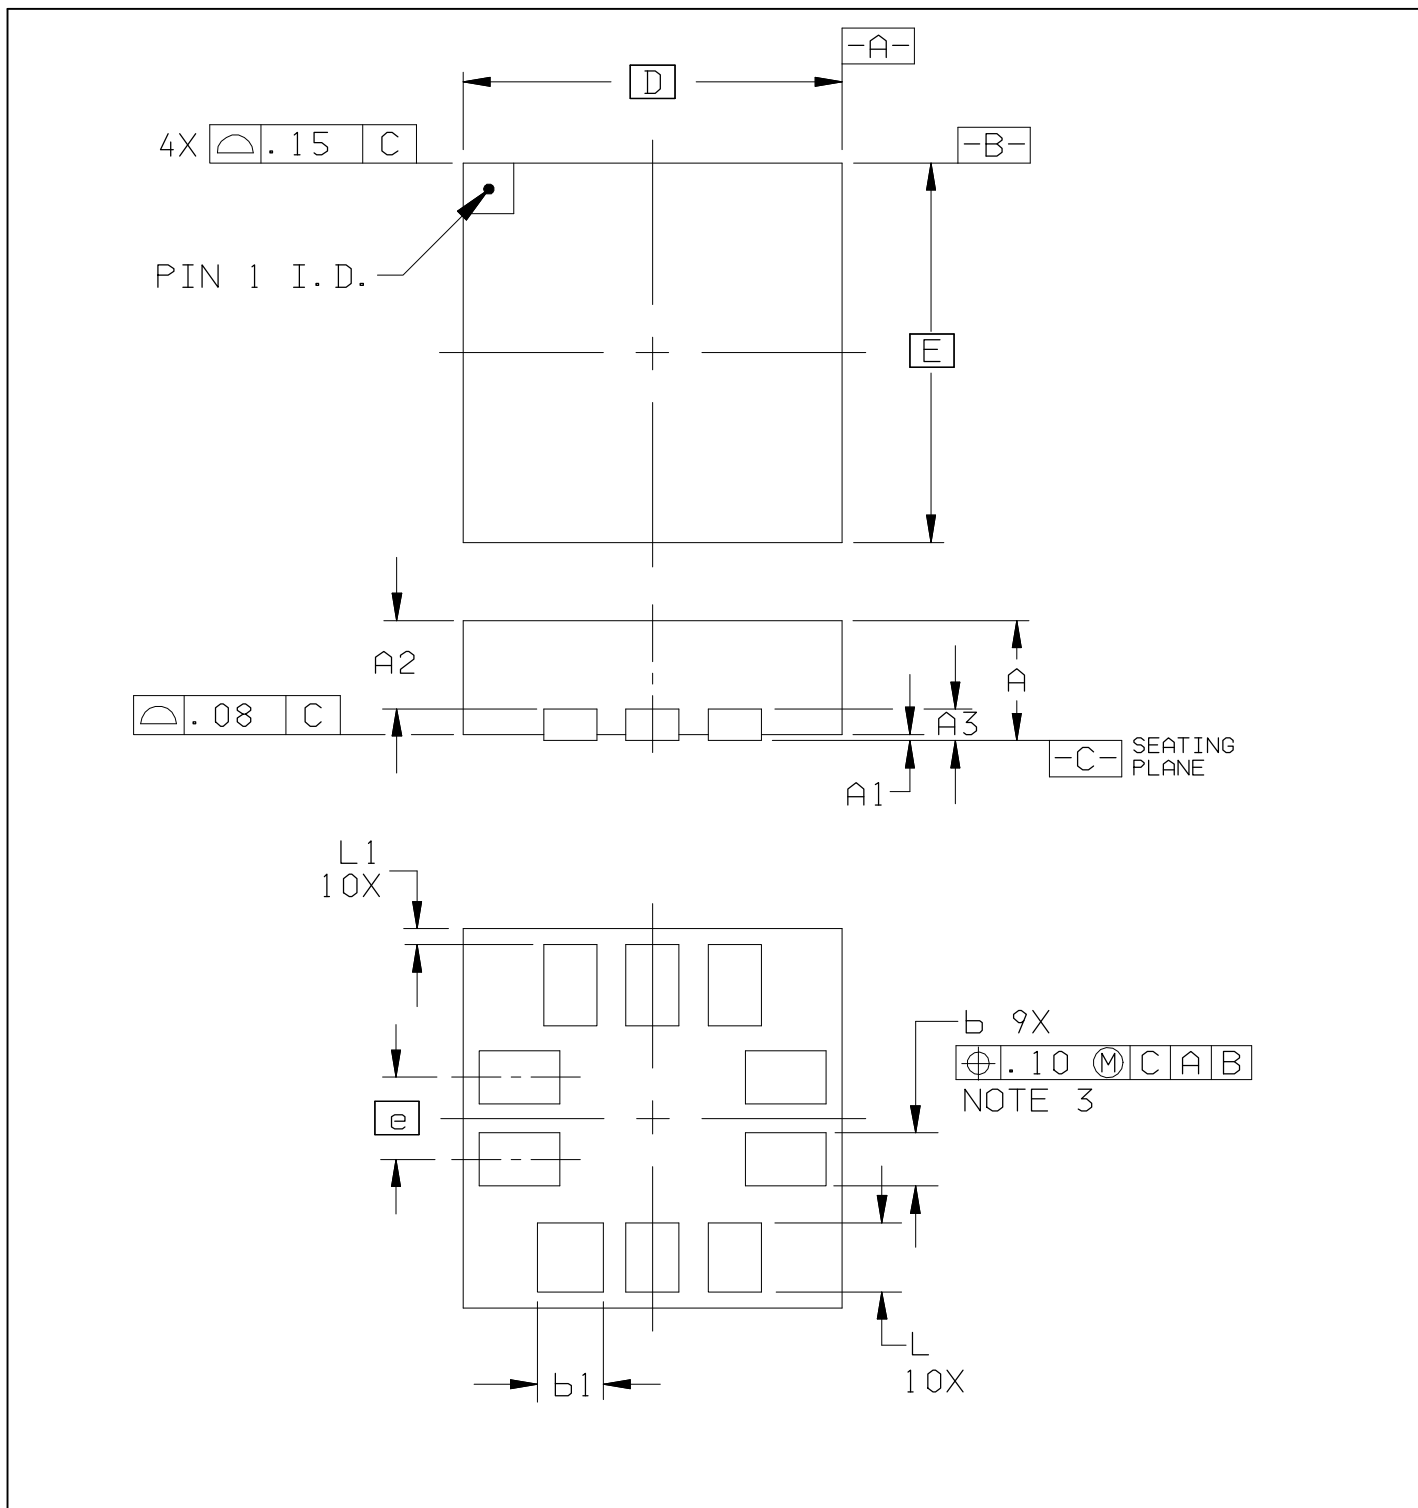 -A-
D
4X .15 C
-B-
PIN 1 I.D.
E
A2
A
.08 C
A3
-C- SEATING
PLANE
A1
L1
10X
b 9X
.10 Ⓜ C A B
NOTE 3
e
L
10X
b1